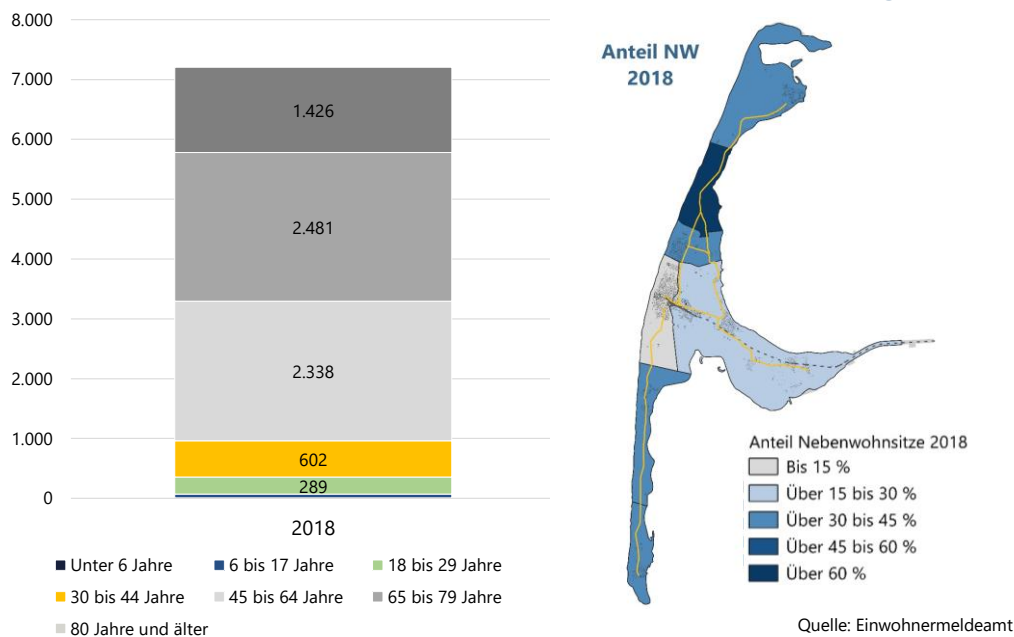 8.000
7.000
6.000
5.000
4.000
3.000
2.000
1.000
0
1.426
2.481
2.338
602
289
2018
Unter 6 Jahre
6 bis 17 Jahre
18 bis 29 Jahre
30 bis 44 Jahre
45 bis 64 Jahre
65 bis 79 Jahre
80 Jahre und älter
Anteil NW
2018
Anteil Nebenwohnsitze 2018
Bis 15 %
Über 15 bis 30 %
Über 30 bis 45 %
Über 45 bis 60 %
Über 60 %
Quelle: Einwohnermeldeamt